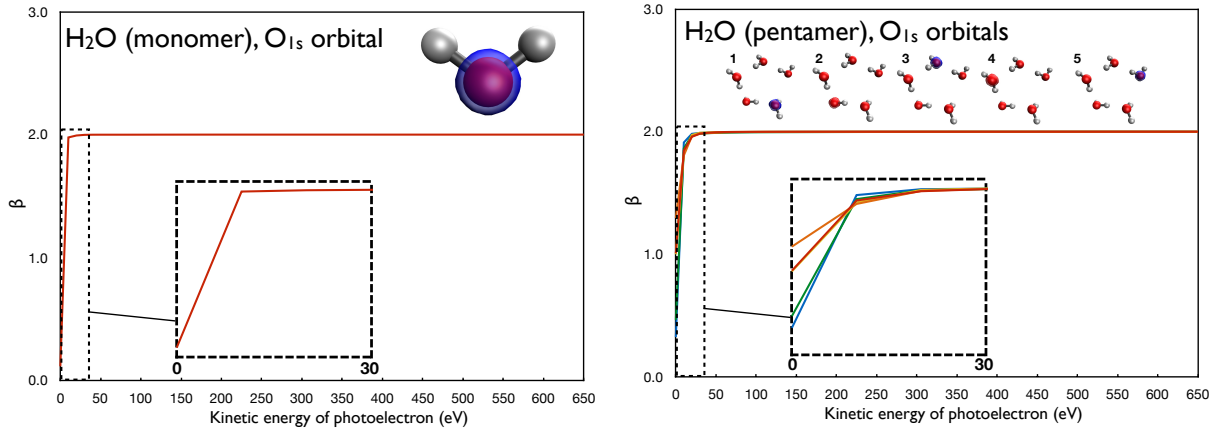 H₂O (monomer), O₁ₛ orbital
3.0
2.0
1.0
0.0
β
0
30
0 50 100 150 200 250 300 350 400 450 500 550 600 650
Kinetic energy of photoelectron (eV)
H₂O (pentamer), O₁ₛ orbitals
1 2 3 4 5
3.0
2.0
1.0
0.0
β
0 30
0 50 100 150 200 250 300 350 400 450 500 550 600 650
Kinetic energy of photoelectron (eV)